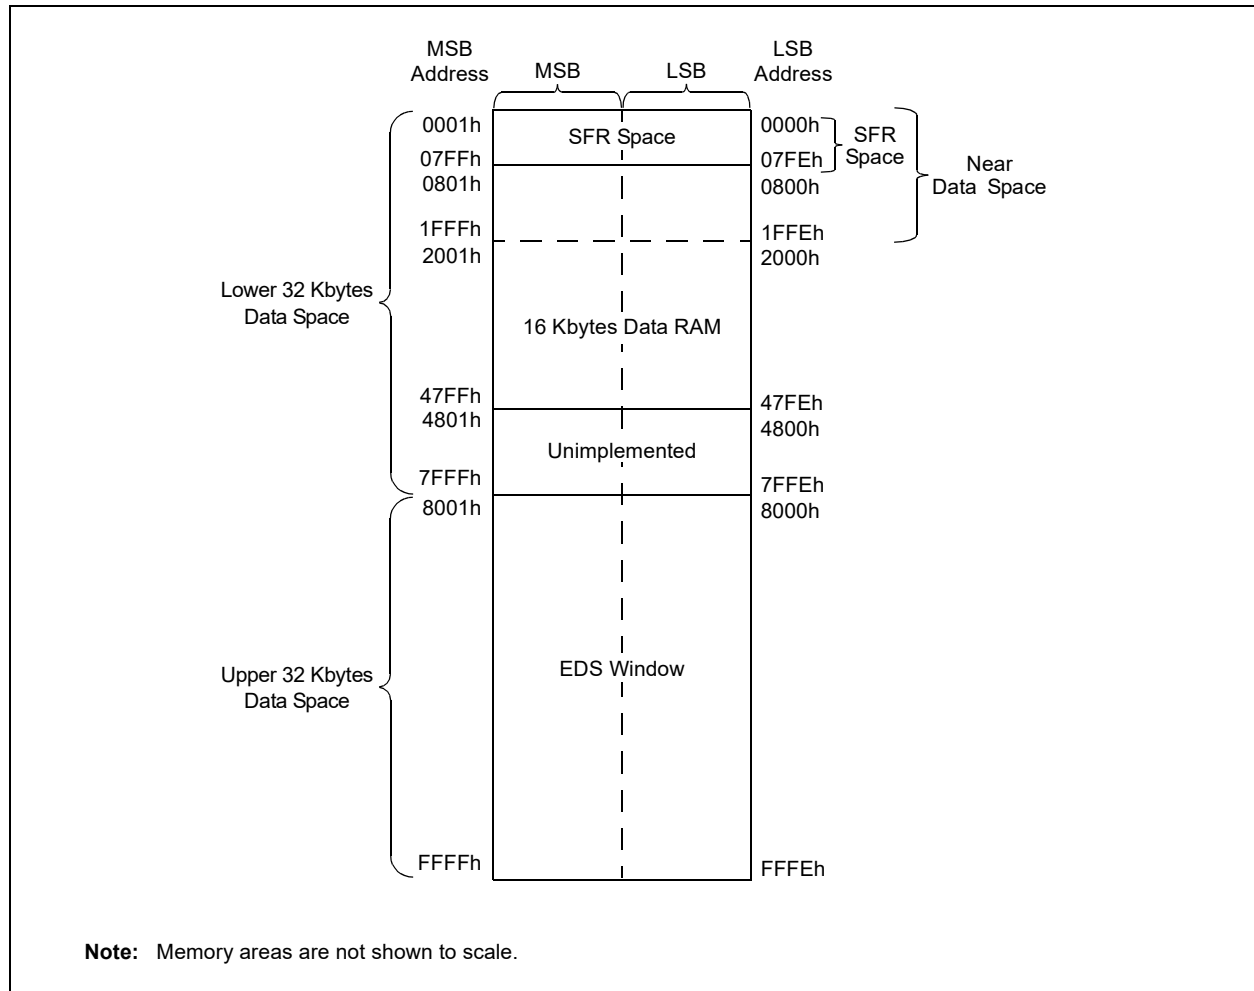 MSB
Address
MSB
LSB
LSB
Address
0001h
SFR Space
0000h
SFR
Space
07FFh
07FEh
0801h
0800h
Near
Data Space
1FFFh
1FFEh
2001h
2000h
Lower 32 Kbytes
Data Space
16 Kbytes Data RAM
47FFh
47FEh
4801h
4800h
Unimplemented
7FFFh
7FFEh
8001h
8000h
Upper 32 Kbytes
Data Space
EDS Window
FFFFh
FFFEh
Note: Memory areas are not shown to scale.